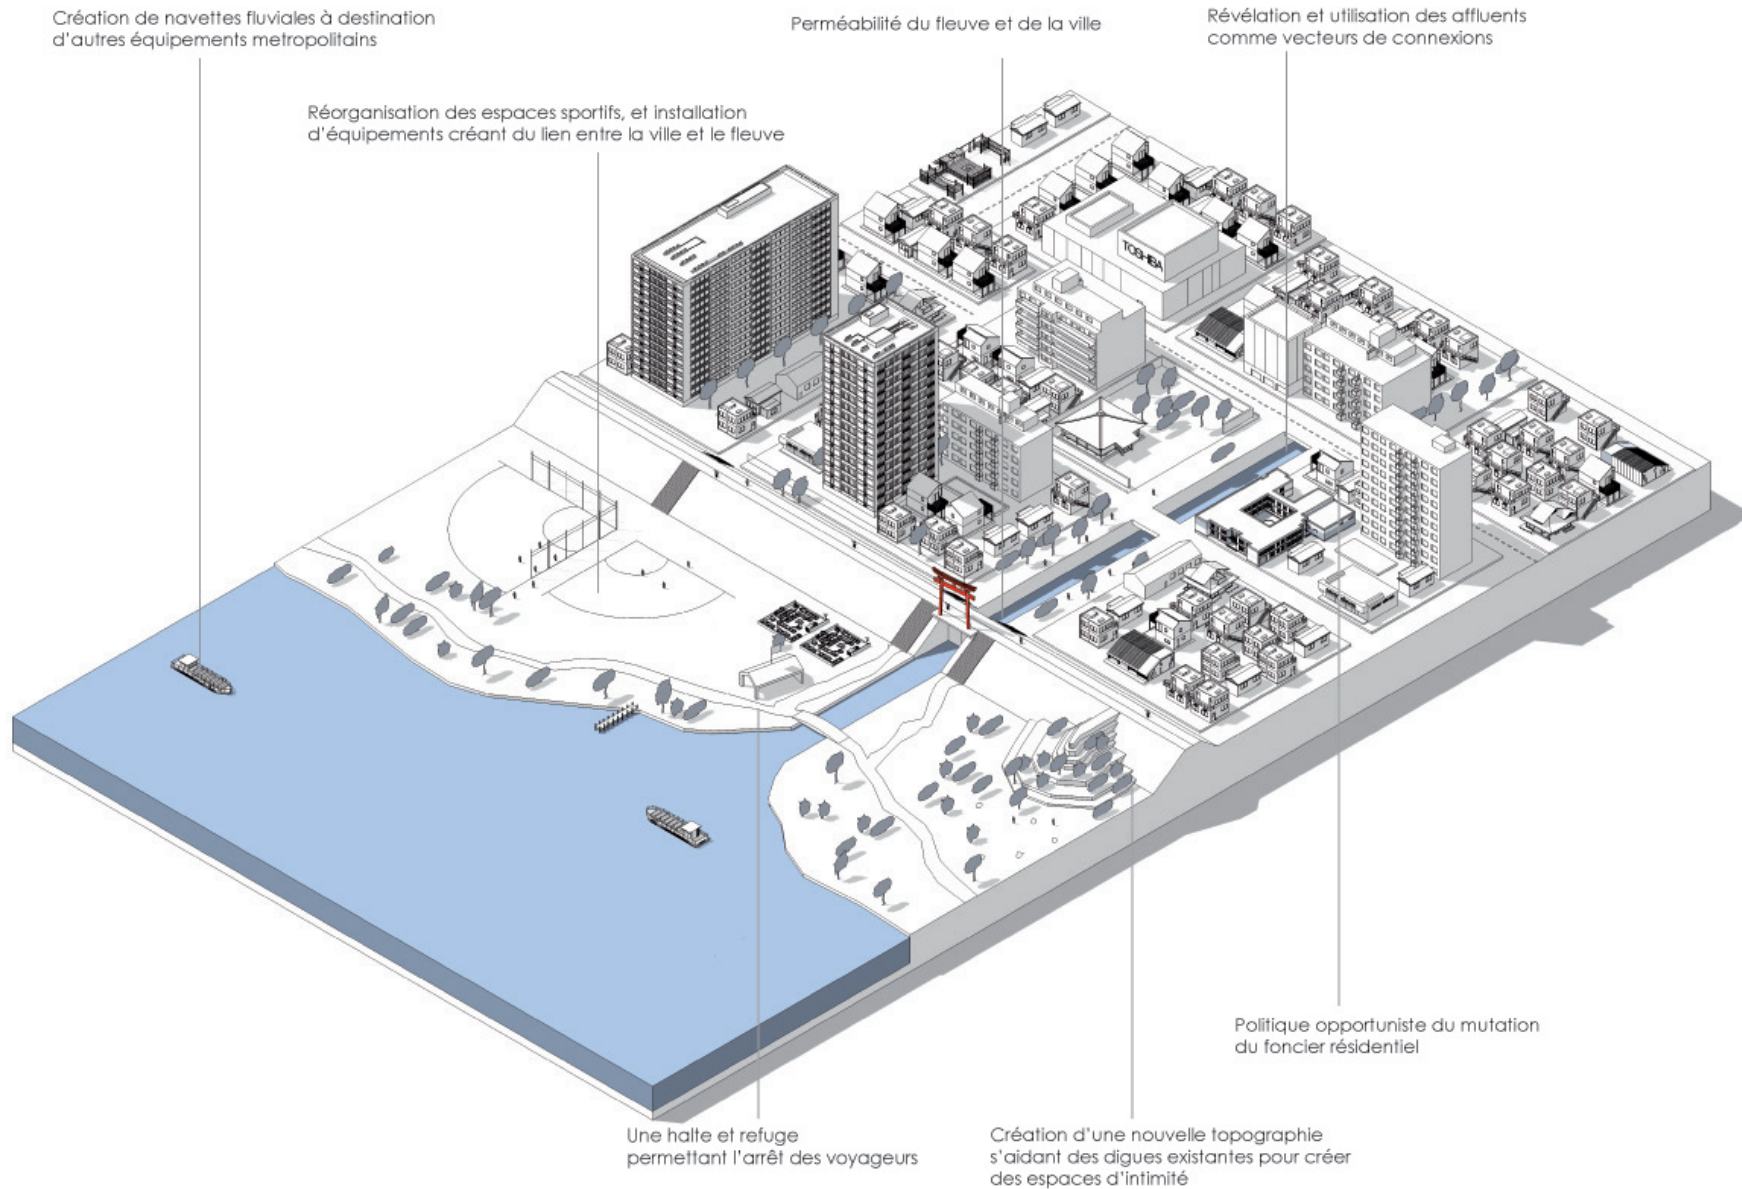 Création de navettes fluviales à destination
d'autres équipements metropolitains
Perméabilité du fleuve et de la ville
Révélation et utilisation des affluents
comme vecteurs de connexions
Réorganisation des espaces sportifs, et installation
d'équipements créant du lien entre la ville et le fleuve
TOSHIBA
Politique opportuniste du mutation
du foncier résidentiel
Une halte et refuge
permettant l'arrêt des voyageurs
Création d'une nouvelle topographie
s'aidant des digues existantes pour créer
des espaces d'intimité